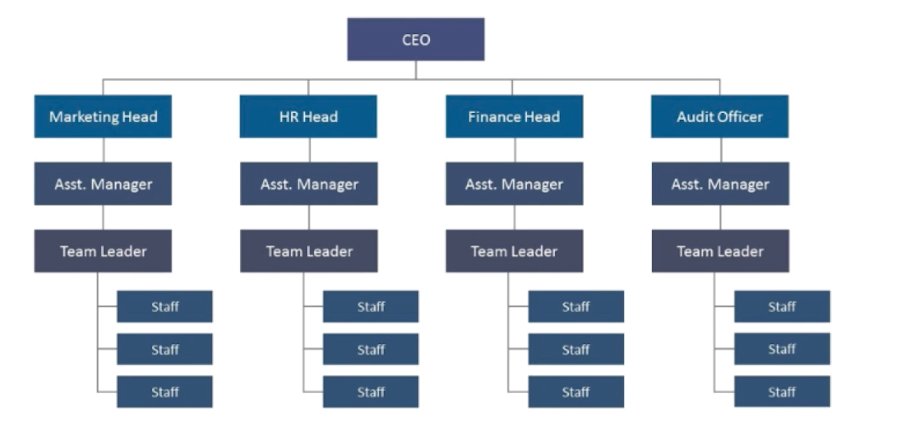 CEO
Marketing Head
HR Head
Finance Head
Audit Officer
Asst. Manager
Asst. Manager
Asst. Manager
Asst. Manager
Team Leader
Team Leader
Team Leader
Team Leader
Staff
Staff
Staff
Staff
Staff
Staff
Staff
Staff
Staff
Staff
Staff
Staff